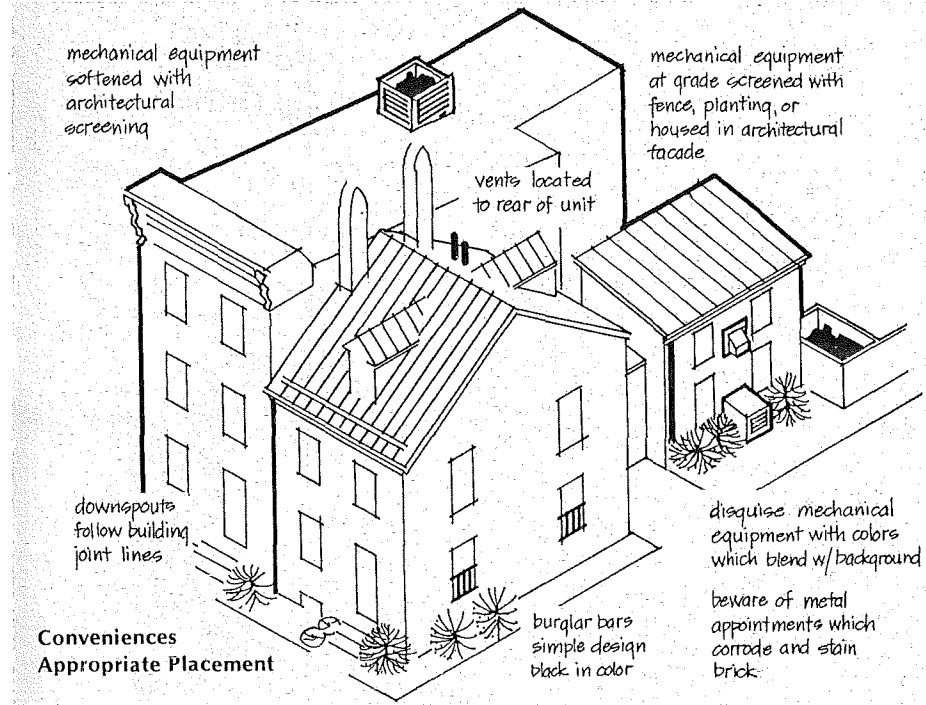 mechanical equipment
softened with
architectural
screening
mechanical equipment
at grade screened with
fence, planting, or
housed in architectural
facade
vents located
to rear of unit
downspouts
follow building
joint lines
disguise mechanical
equipment with colors
which blend w/ background
burglar bars
simple design
black in color
beware of metal
appointments which
corrode and stain
brick.
Conveniences
Appropriate Placement